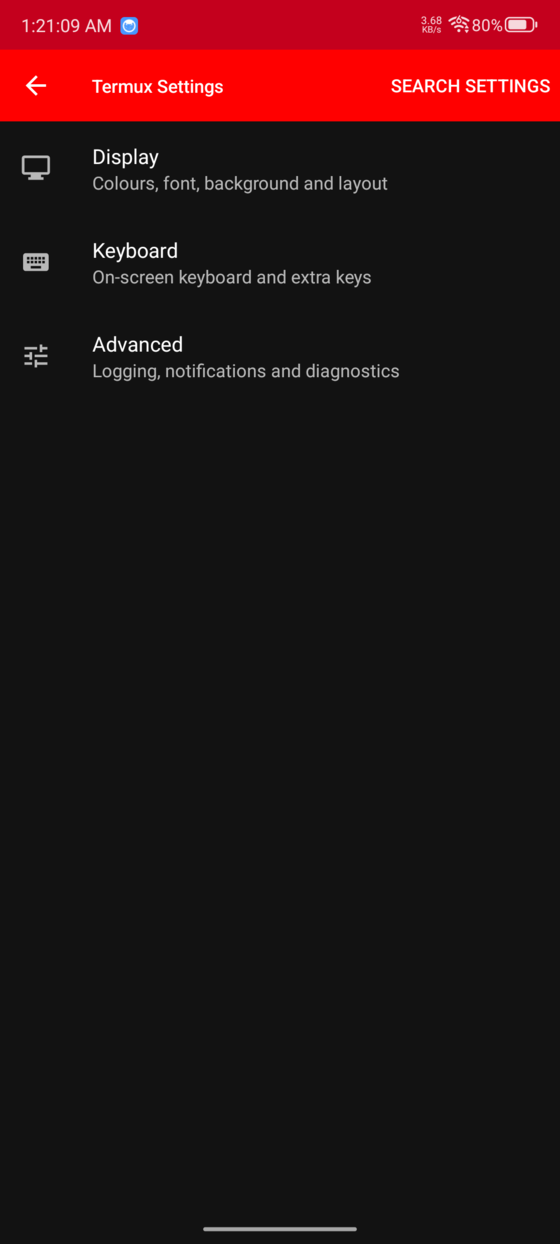 1:21:09 AM
3.68
KB/s
80%
Termux Settings
SEARCH SETTINGS
Display
Colours, font, background and layout
Keyboard
On-screen keyboard and extra keys
Advanced
Logging, notifications and diagnostics